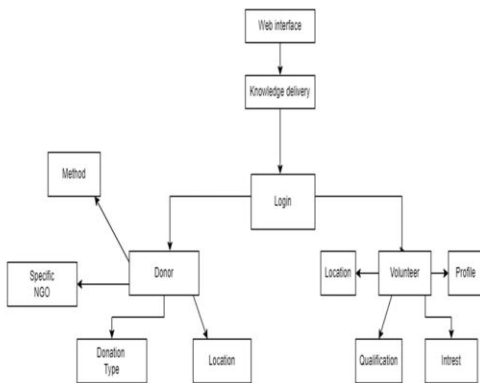 Web interface
Knowledge delivery
Login
Method
Donor
Volunteer
Location
Profile
Specific
NGO
Donation
Type
Location
Qualification
Intrest